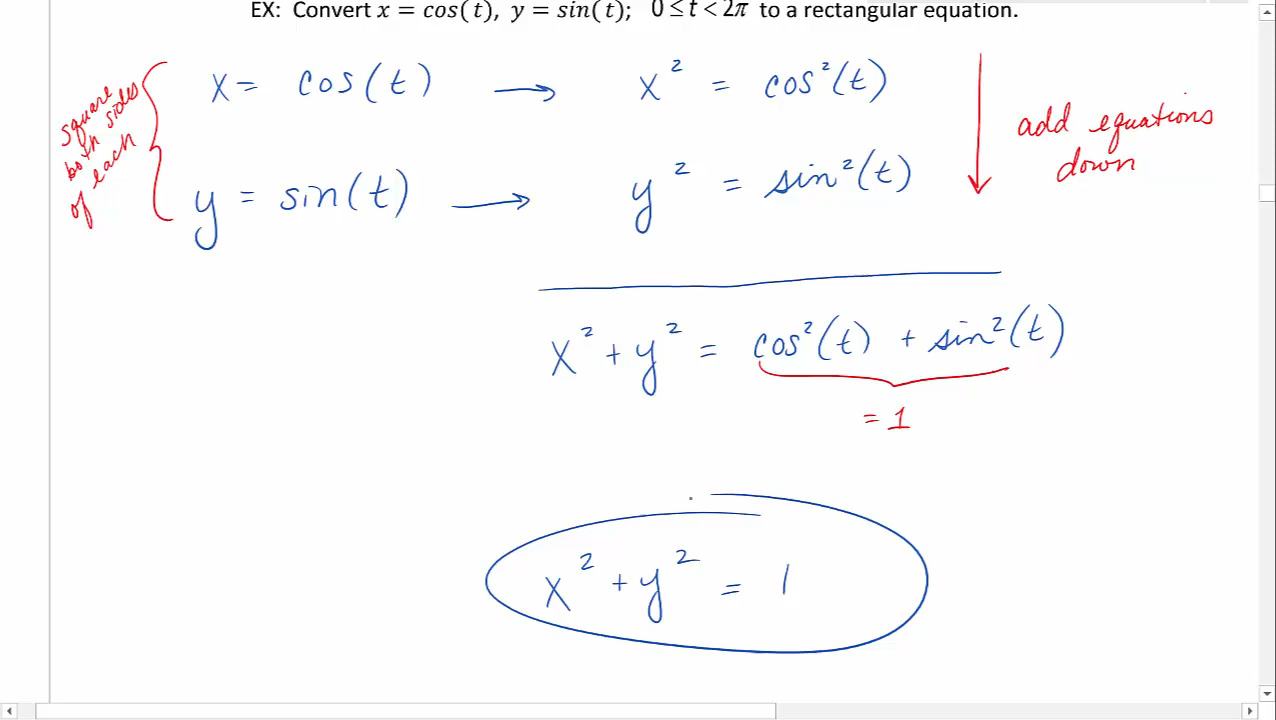 EX: Convert x = cos(t), y = sin(t); 0 ≤ t < 2π to a rectangular equation.
square both sides of each
x = cos(t) → x² = cos²(t)
add equations down
y = sin(t) → y² = sin²(t)
x² + y² = cos²(t) + sin²(t)
= 1
x² + y² = 1